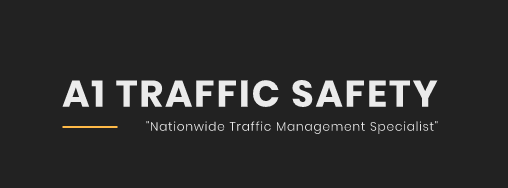 A1 TRAFFIC SAFETY
"Nationwide Traffic Management Specialist"